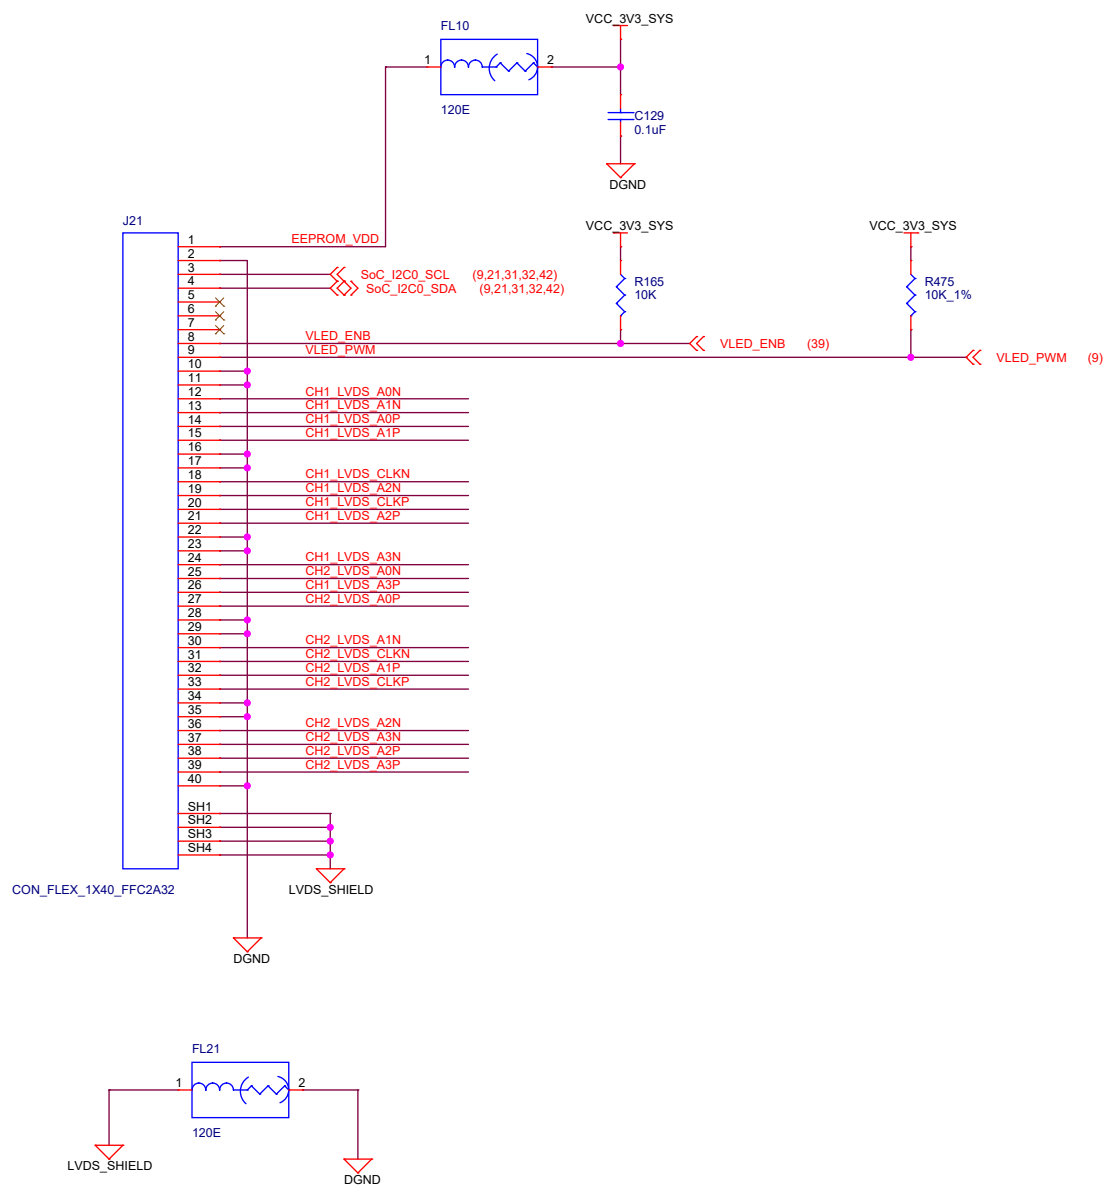 VCC_3V3_SYS
FL10
1
2
120E
C129
0.1uF
DGND
J21
VCC_3V3_SYS
VCC_3V3_SYS
1 EEPROM_VDD
2
3 SoC_I2C0_SCL (9,21,31,32,42)
4 SoC_I2C0_SDA (9,21,31,32,42)
R165
10K
R475
10K_1%
5
6
7
8 VLED_ENB VLED_ENB (39)
9 VLED_PWM VLED_PWM (9)
10
11
12 CH1_LVDS_A0N
13 CH1_LVDS_A1N
14 CH1_LVDS_A0P
15 CH1_LVDS_A1P
16
17
18 CH1_LVDS_CLKN
19 CH1_LVDS_A2N
20 CH1_LVDS_CLKP
21 CH1_LVDS_A2P
22
23
24 CH1_LVDS_A3N
25 CH2_LVDS_A0N
26 CH1_LVDS_A3P
27 CH2_LVDS_A0P
28
29
30 CH2_LVDS_A1N
31 CH2_LVDS_CLKN
32 CH2_LVDS_A1P
33 CH2_LVDS_CLKP
34
35
36 CH2_LVDS_A2N
37 CH2_LVDS_A3N
38 CH2_LVDS_A2P
39 CH2_LVDS_A3P
40
SH1
SH2
SH3
SH4
CON_FLEX_1X40_FFC2A32
LVDS_SHIELD
DGND
FL21
1
2
120E
LVDS_SHIELD
DGND